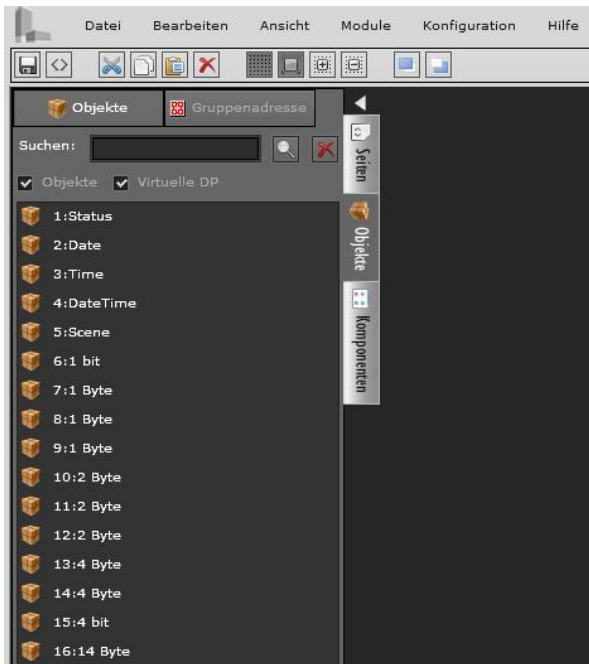 Datei Bearbeiten Ansicht Module Konfiguration Hilfe
Objekte Gruppenadresse
Suchen:
Objekte Virtuelle DP
1:Status
2:Date
3:Time
4:DateTime
5:Scene
6:1 bit
7:1 Byte
8:1 Byte
9:1 Byte
10:2 Byte
11:2 Byte
12:2 Byte
13:4 Byte
14:4 Byte
15:4 bit
16:14 Byte
Seiten
Objekte
Komponenten